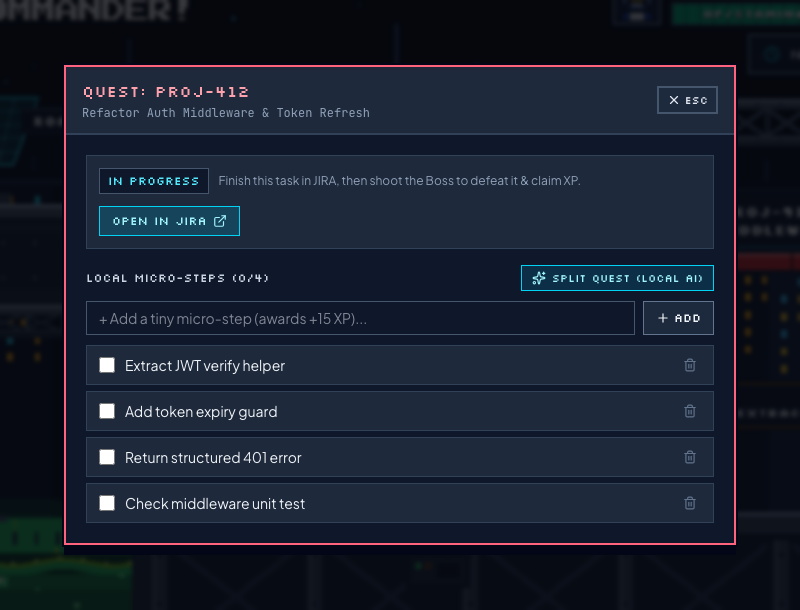 OMMANDER!
QUEST: PROJ-412
Refactor Auth Middleware & Token Refresh
ESC
IN PROGRESS
Finish this task in JIRA, then shoot the Boss to defeat it & claim XP.
OPEN IN JIRA
LOCAL MICRO-STEPS (0/4)
SPLIT QUEST (LOCAL AI)
+ Add a tiny micro-step (awards +15 XP)...
+ ADD
Extract JWT verify helper
Add token expiry guard
Return structured 401 error
Check middleware unit test